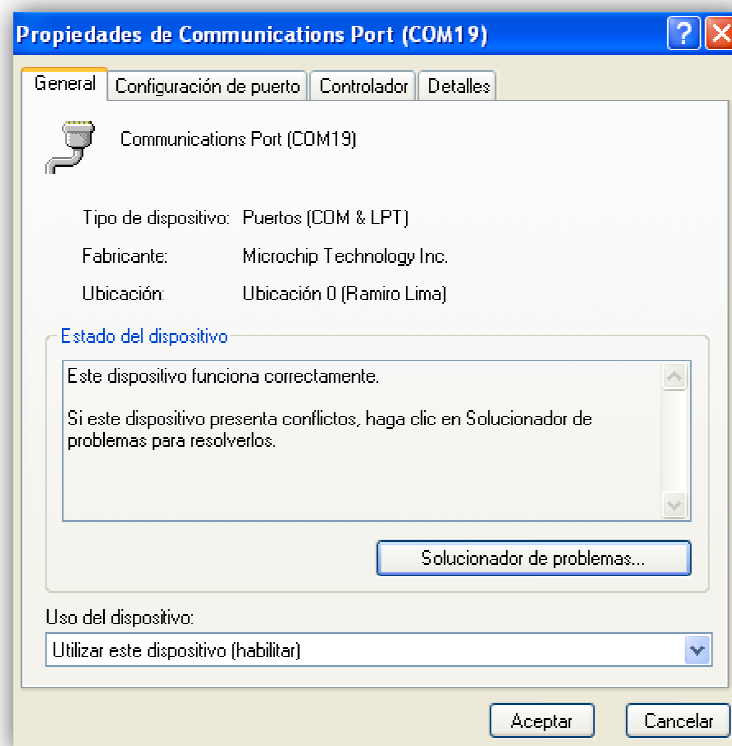 Propiedades de Communications Port (COM19)
General
Configuración de puerto
Controlador
Detalles
Communications Port (COM19)
Tipo de dispositivo: Puertos (COM & LPT)
Fabricante: Microchip Technology Inc.
Ubicación: Ubicación 0 (Ramiro Lima)
Estado del dispositivo
Este dispositivo funciona correctamente.
Si este dispositivo presenta conflictos, haga clic en Solucionador de
problemas para resolverlos.
Solucionador de problemas...
Uso del dispositivo:
Utilizar este dispositivo (habilitar)
Aceptar
Cancelar